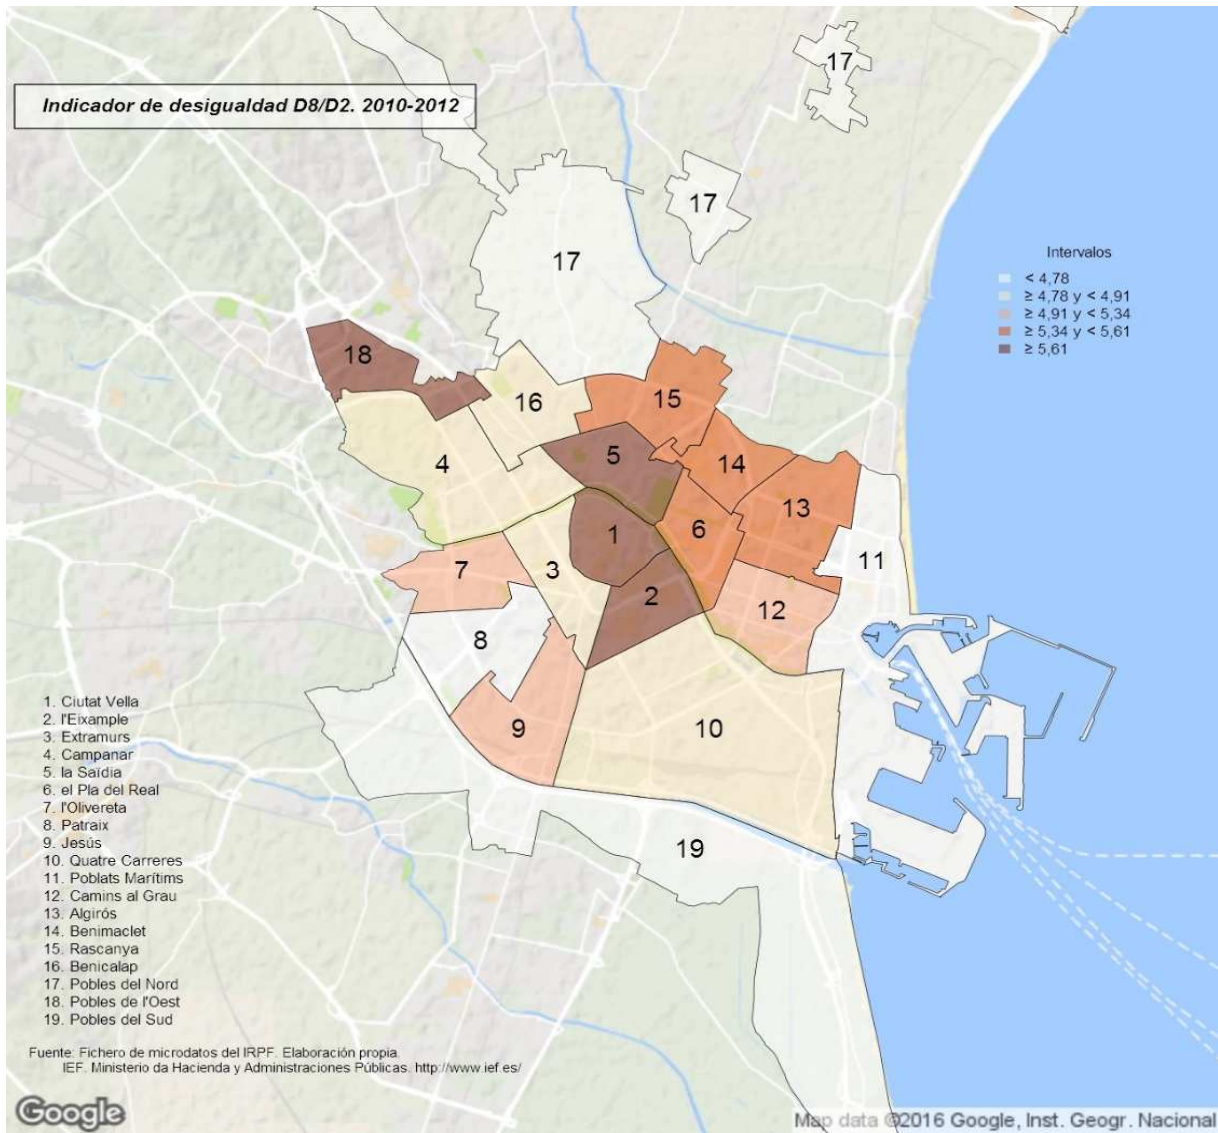 Indicador de desigualdad D8/D2. 2010-2012
17
17
17
Intervalos
< 4,78
≥ 4,78 y < 4,91
≥ 4,91 y < 5,34
≥ 5,34 y < 5,61
≥ 5,61
18
16
15
4
5
14
13
1
6
11
7
3
2
12
8
9
10
19
1. Ciutat Vella
2. l'Eixample
3. Extramurs
4. Campanar
5. la Saïdia
6. el Pla del Real
7. l'Olivereta
8. Patraix
9. Jesús
10. Quatre Carreres
11. Poblats Marítims
12. Camins al Grau
13. Algirós
14. Benimaclet
15. Rascanya
16. Benicalap
17. Pobles del Nord
18. Pobles de l'Oest
19. Pobles del Sud
Fuente: Fichero de microdatos del IRPF. Elaboración propia.
IEF. Ministerio da Hacienda y Administraciones Públicas. http://www.ief.es/
Google
Map data ©2016 Google, Inst. Geogr. Nacional